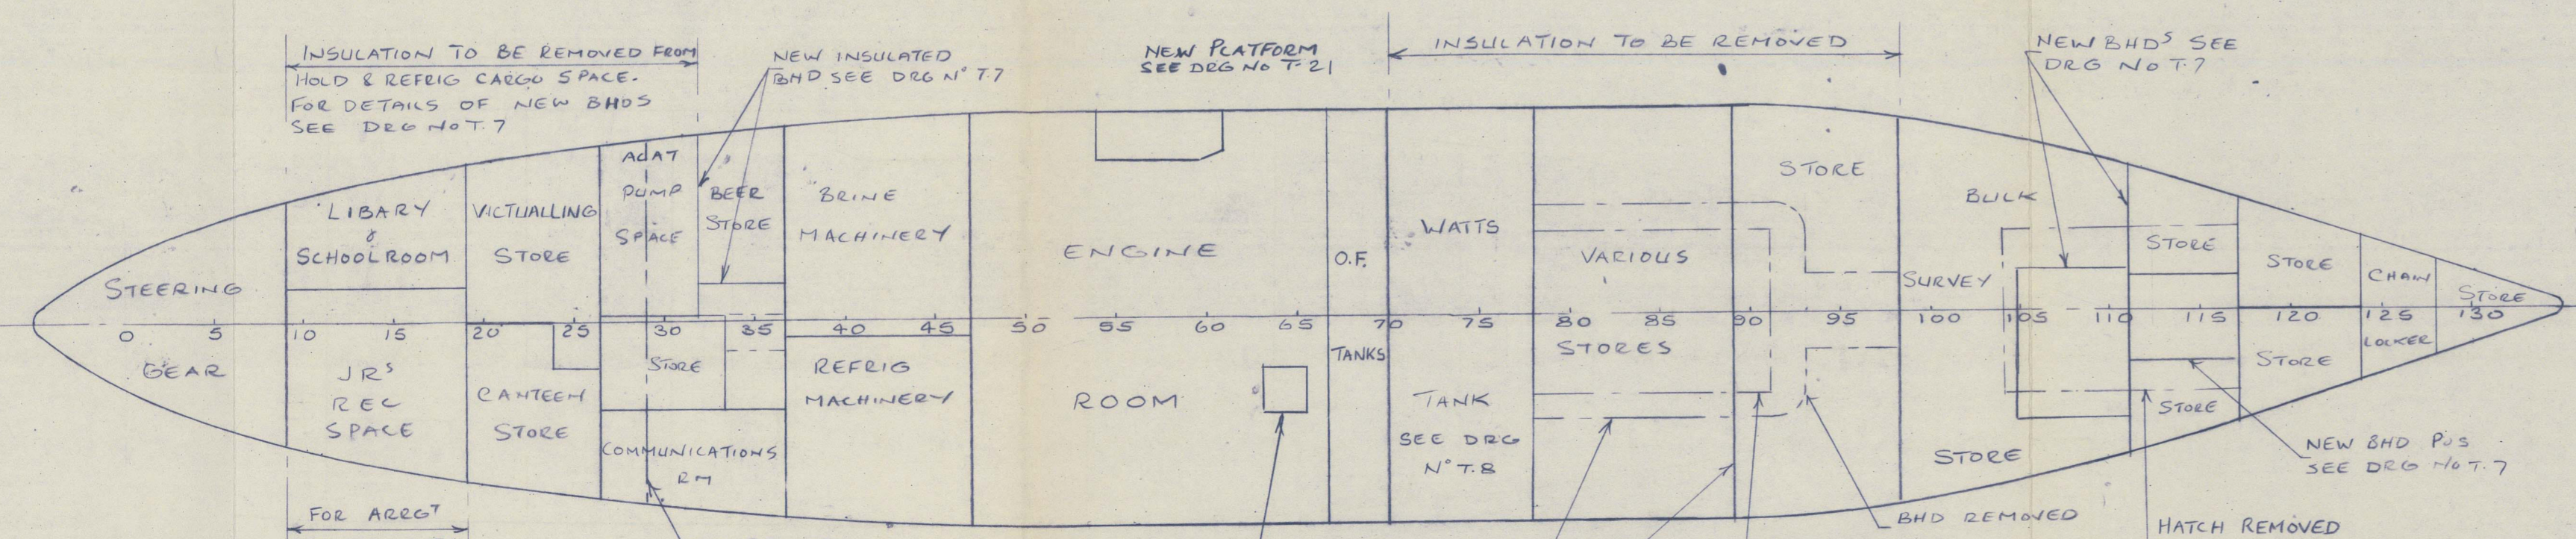 INSULATION TO BE REMOVED FROM
HOLD & REFRIG CARGO SPACE.
FOR DETAILS OF NEW BHDS
SEE DRG No T.7
NEW INSULATED
BHD SEE DRG N° T.7
NEW PLATFORM
SEE DRG No T-21
INSULATION TO BE REMOVED
NEW BHDS SEE
DRG No T.7
STEERING
GEAR
LIBARY
&
SCHOOLROOM
JRS
REC
SPACE
VICTUALLING
STORE
CANTEEN
STORE
PUMP
SPACE
BEER
STORE
STORE
COMMUNICATIONS
RM
BRINE
MACHINERY
REFRIG
MACHINERY
ENGINE
ROOM
O.F.
TANKS
WATTS
TANK
SEE DRG
N° T.8
VARIOUS
STORES
STORE
BULK
SURVEY
STORE
STORE
STORE
STORE
STORE
CHAIN
LOCKER
STORE
0 5 10 15 20 25 30 35 40 45 50 55 60 65 70 75 80 85 90 95 100 105 110 115 120 125 130
FOR ARRGT
BHD REMOVED
HATCH REMOVED
NEW BHD P&S
SEE DRG No T.7